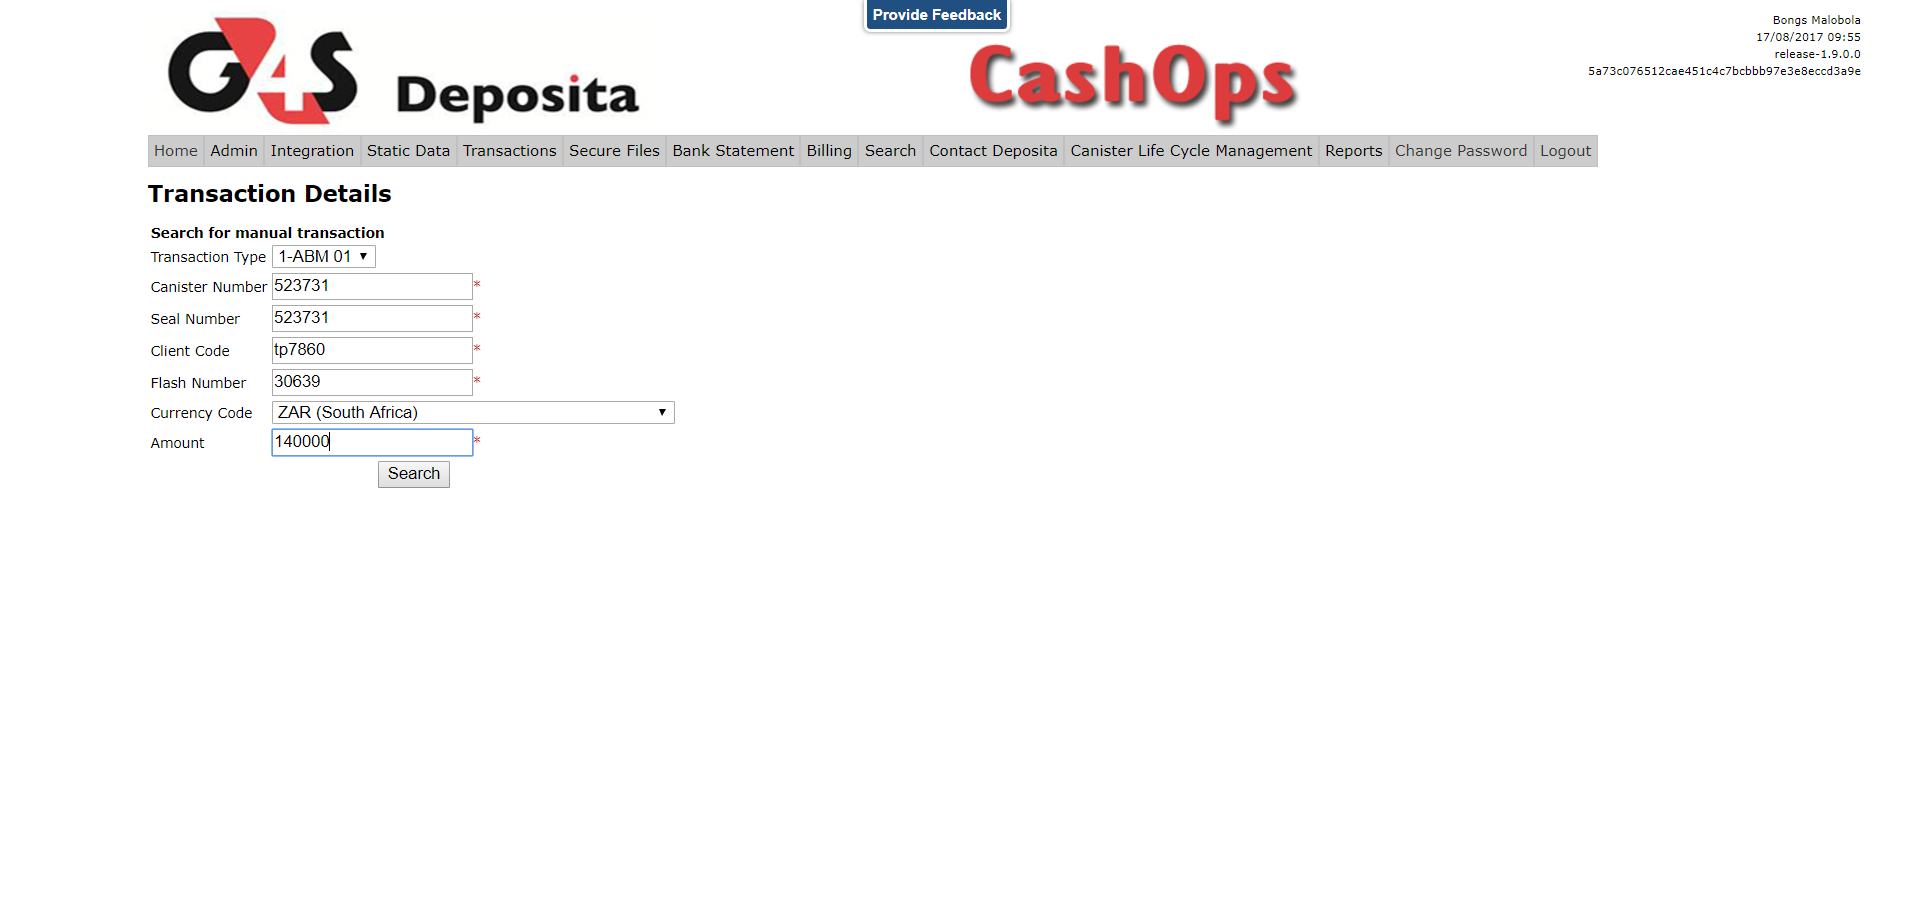 Provide Feedback
G4S Deposita
CashOps
Bongs Malobola
17/08/2017 09:55
release-1.9.0.0
5a73c076512cae451c4c7bcbbb97e3e8eccd3a9e
Home Admin Integration Static Data Transactions Secure Files Bank Statement Billing Search Contact Deposita Canister Life Cycle Management Reports Change Password Logout
Transaction Details
Search for manual transaction
Transaction Type 1-ABM 01
Canister Number 523731 *
Seal Number 523731 *
Client Code tp7860 *
Flash Number 30639 *
Currency Code ZAR (South Africa)
Amount 140000 *
Search